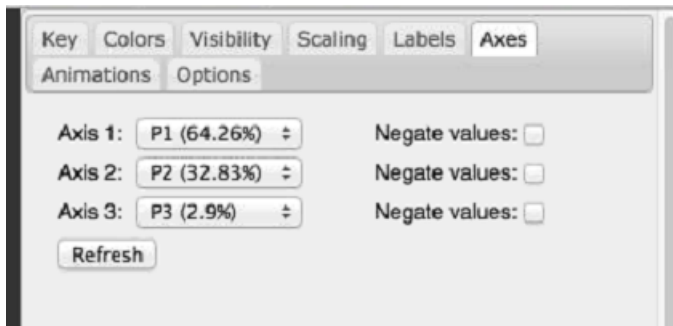 Key Colors Visibility Scaling Labels Axes
Animations Options
Axis 1: P1 (64.26%) Negate values:
Axis 2: P2 (32.83%) Negate values:
Axis 3: P3 (2.9%) Negate values:
Refresh